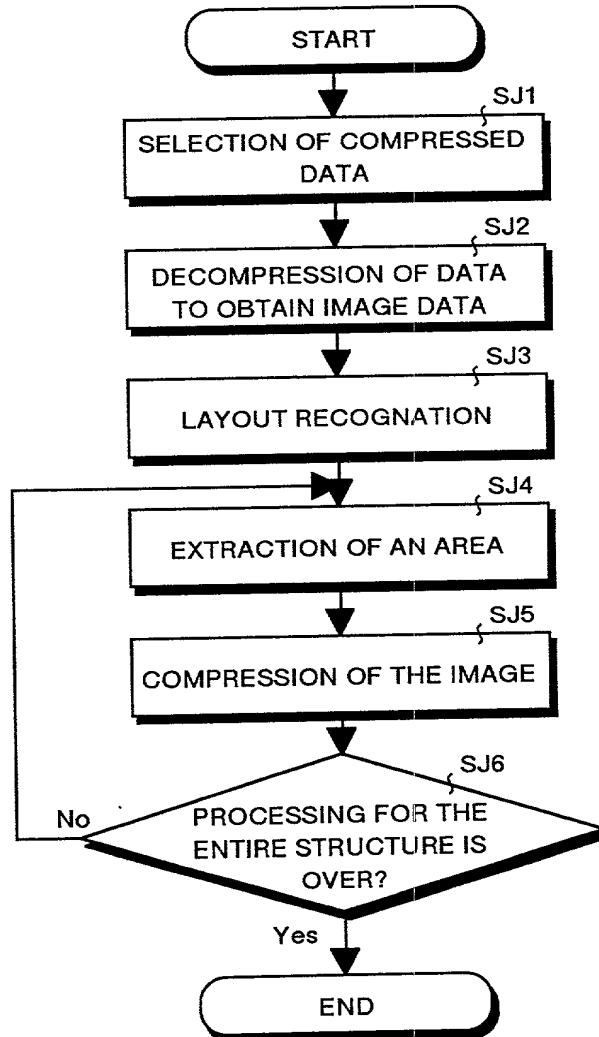 START
SJ1
SELECTION OF COMPRESSED
DATA
SJ2
DECOMPRESSION OF DATA
TO OBTAIN IMAGE DATA
SJ3
LAYOUT RECOGNATION
SJ4
EXTRACTION OF AN AREA
SJ5
COMPRESSION OF THE IMAGE
SJ6
No
PROCESSING FOR THE
ENTIRE STRUCTURE IS
OVER?
Yes
END